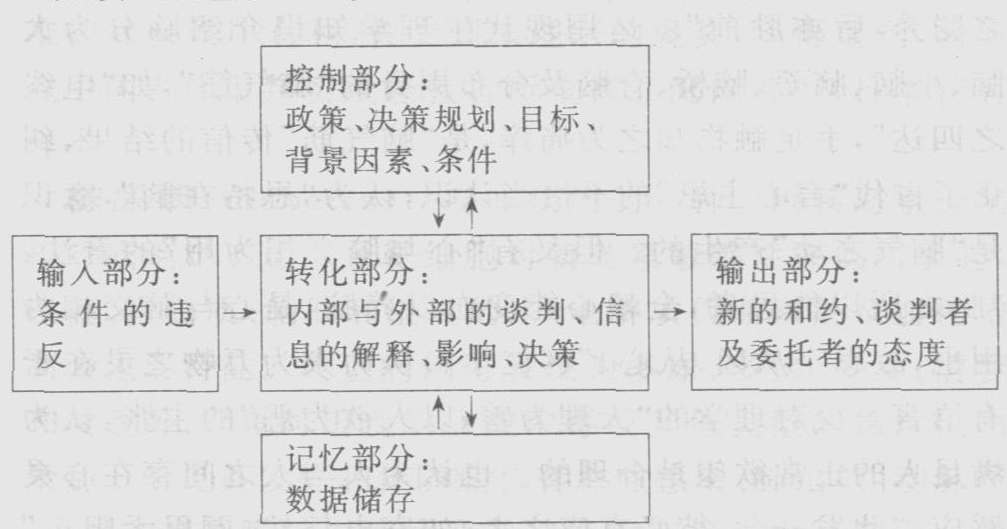 控制部分：
政策、决策规划、目标、
背景因素、条件
输入部分：
条件的违
反
转化部分：
内部与外部的谈判、信
息的解释、影响、决策
输出部分：
新的和约、谈判者
及委托者的态度
记忆部分：
数据储存